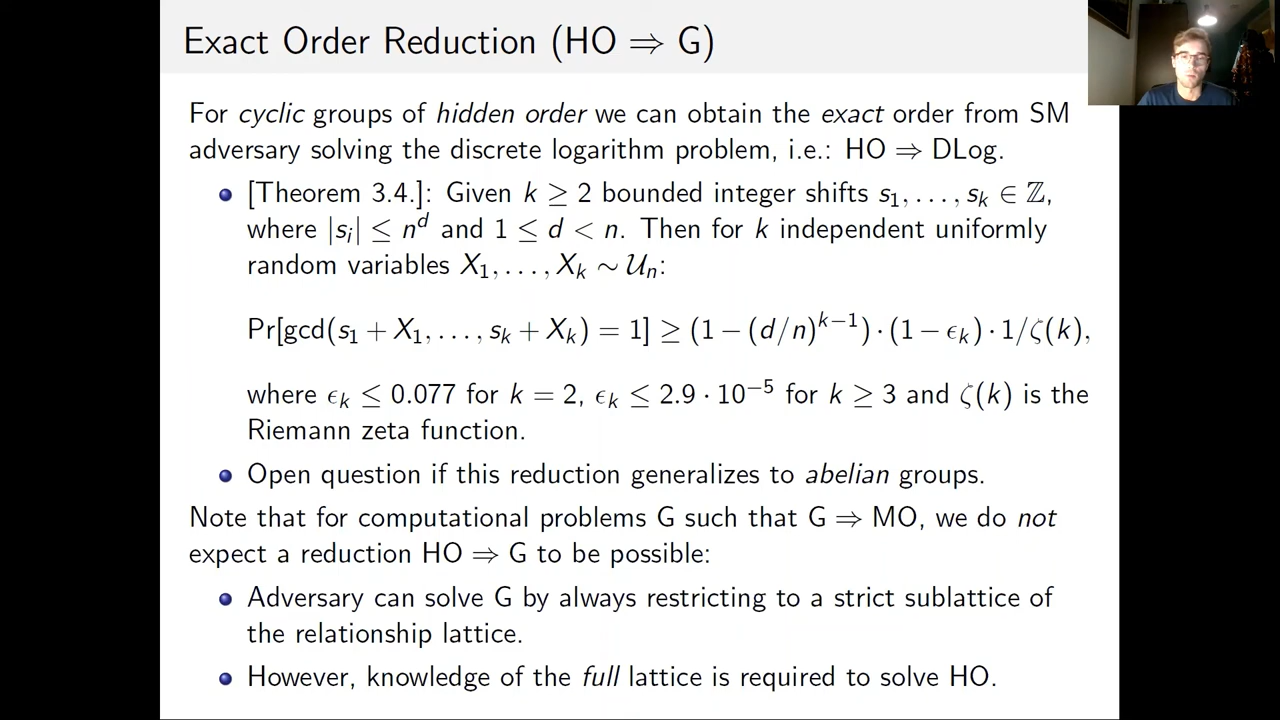 Exact Order Reduction (HO ⇒ G)
For cyclic groups of hidden order we can obtain the exact order from SM
adversary solving the discrete logarithm problem, i.e.: HO ⇒ DLog.
[Theorem 3.4.]: Given k ≥ 2 bounded integer shifts s₁, . . . , sₖ ∈ ℤ,
where |sᵢ| ≤ nᵈ and 1 ≤ d < n. Then for k independent uniformly
random variables X₁, . . . , Xₖ ∼ 𝒰ₙ:
Pr[gcd(s₁ + X₁, . . . , sₖ + Xₖ) = 1] ≥ (1 − (d/n)ᵏ⁻¹) · (1 − ϵₖ) · 1/ζ(k),
where ϵₖ ≤ 0.077 for k = 2, ϵₖ ≤ 2.9 · 10⁻⁵ for k ≥ 3 and ζ(k) is the
Riemann zeta function.
Open question if this reduction generalizes to abelian groups.
Note that for computational problems G such that G ⇒ MO, we do not
expect a reduction HO ⇒ G to be possible:
Adversary can solve G by always restricting to a strict sublattice of
the relationship lattice.
However, knowledge of the full lattice is required to solve HO.